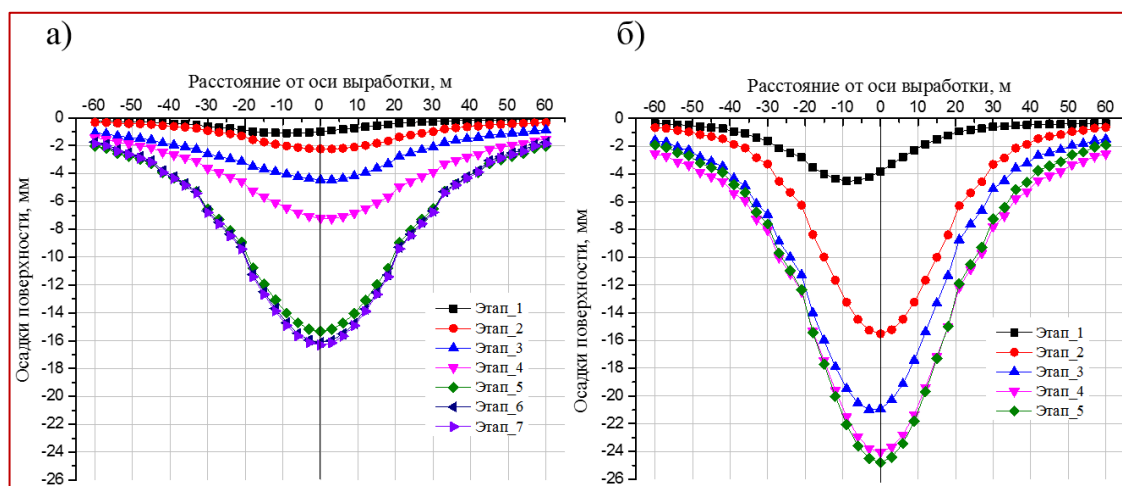 а)
Расстояние от оси выработки, м
-60 -50 -40 -30 -20 -10 0 10 20 30 40 50 60
0
-2
-4
-6
-8
-10
-12
-14
-16
-18
-20
-22
-24
-26
Осадки поверхности, мм
Этап_1
Этап_2
Этап_3
Этап_4
Этап_5
Этап_6
Этап_7
б)
Расстояние от оси выработки, м
-60 -50 -40 -30 -20 -10 0 10 20 30 40 50 60
0
-2
-4
-6
-8
-10
-12
-14
-16
-18
-20
-22
-24
-26
Осадки поверхности, мм
Этап_1
Этап_2
Этап_3
Этап_4
Этап_5